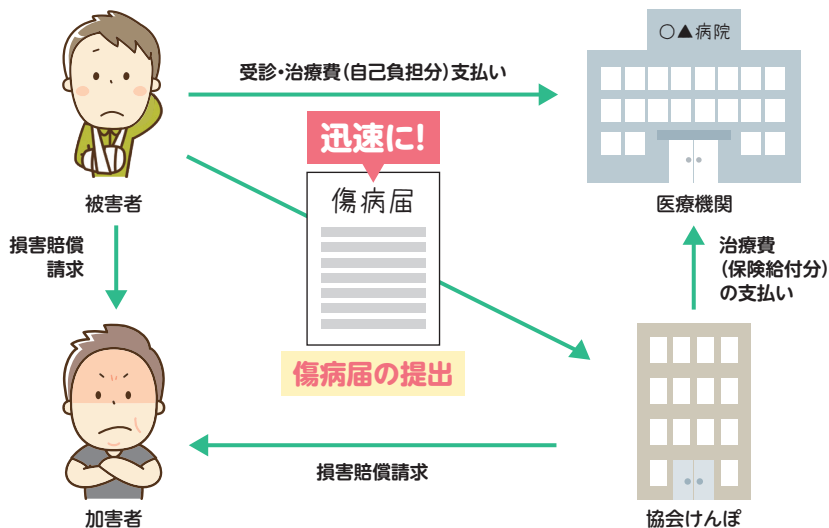 〇▲病院
受診・治療費(自己負担分)支払い
迅速に!
傷病届
被害者
医療機関
損害賠償
請求
治療費
(保険給付分)
の支払い
傷病届の提出
損害賠償請求
加害者
協会けんぽ